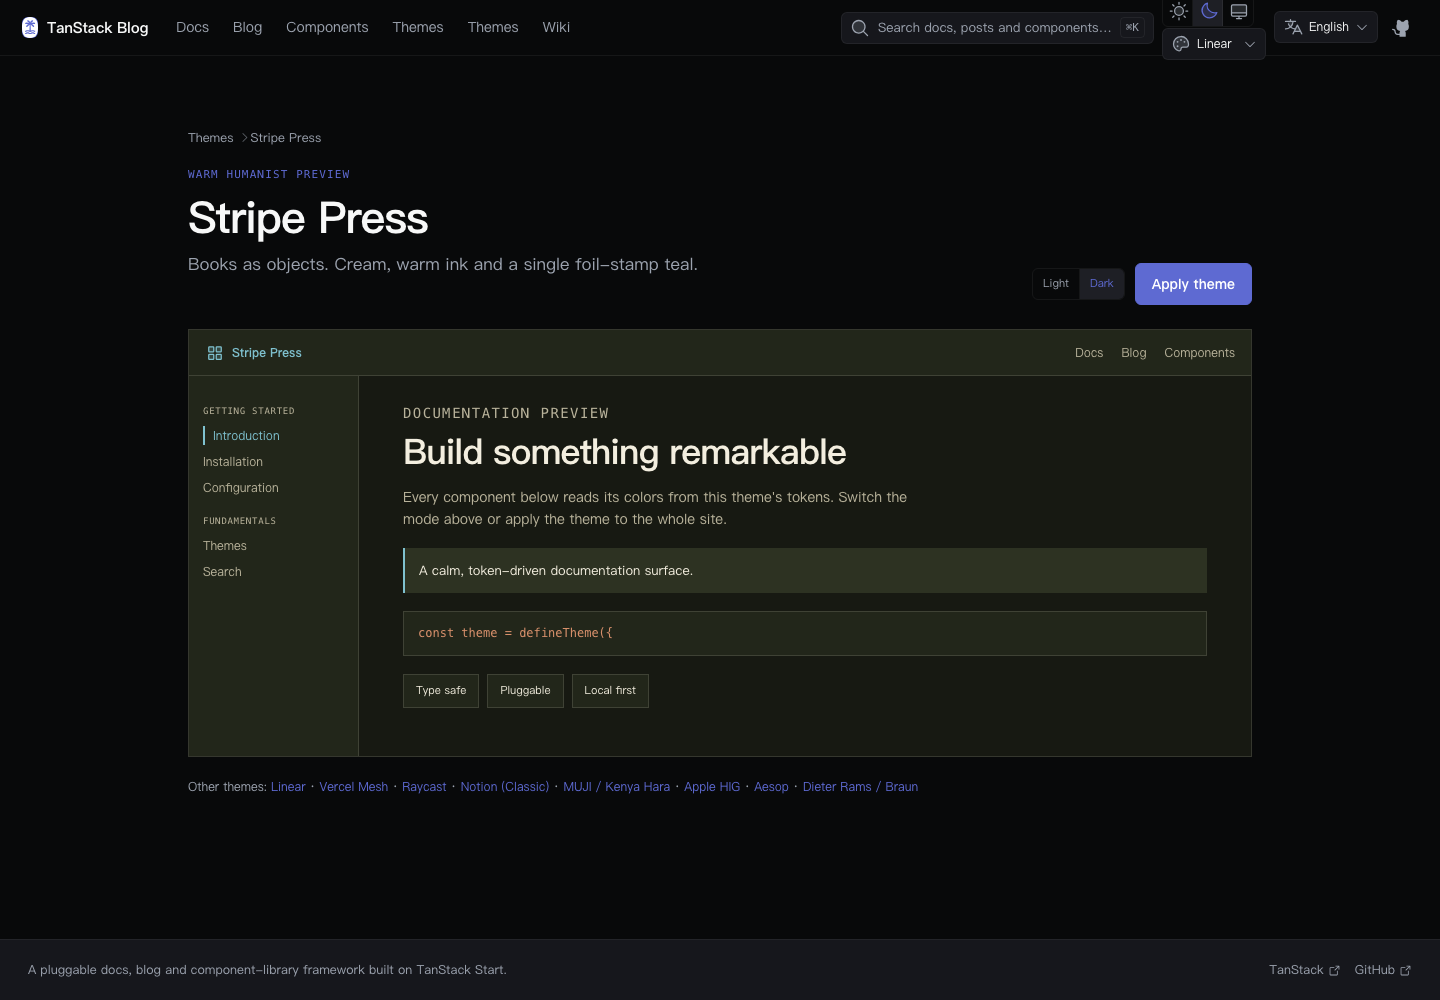 TanStack Blog
Docs
Blog
Components
Themes
Themes
Wiki
Search docs, posts and components...
⌘K
Linear
English
Themes
Stripe Press
WARM HUMANIST PREVIEW
Stripe Press
Books as objects. Cream, warm ink and a single foil-stamp teal.
Light
Dark
Apply theme
Stripe Press
Docs
Blog
Components
GETTING STARTED
Introduction
Installation
Configuration
FUNDAMENTALS
Themes
Search
DOCUMENTATION PREVIEW
Build something remarkable
Every component below reads its colors from this theme's tokens. Switch the
mode above or apply the theme to the whole site.
A calm, token-driven documentation surface.
const theme = defineTheme({
Type safe
Pluggable
Local first
Other themes: Linear · Vercel Mesh · Raycast · Notion (Classic) · MUJI / Kenya Hara · Apple HIG · Aesop · Dieter Rams / Braun
A pluggable docs, blog and component-library framework built on TanStack Start.
TanStack
GitHub